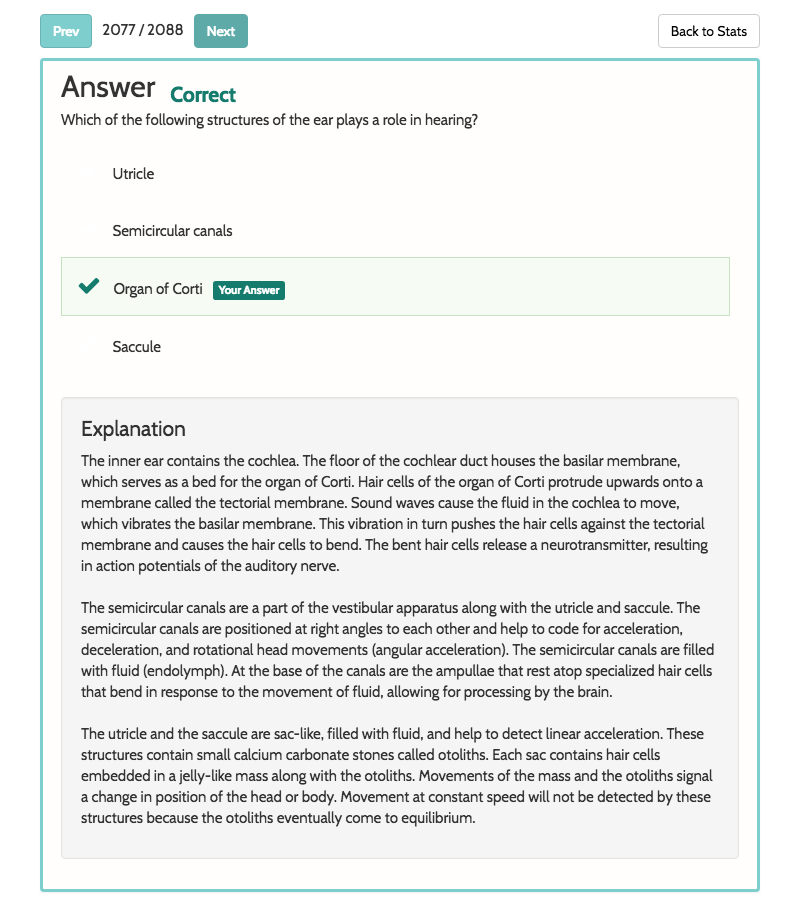 Prev 2077 / 2088 Next Back to Stats
Answer Correct
Which of the following structures of the ear plays a role in hearing?
Utricle
Semicircular canals
Organ of Corti Your Answer
Saccule
Explanation
The inner ear contains the cochlea. The floor of the cochlear duct houses the basilar membrane,
which serves as a bed for the organ of Corti. Hair cells of the organ of Corti protrude upwards onto a
membrane called the tectorial membrane. Sound waves cause the fluid in the cochlea to move,
which vibrates the basilar membrane. This vibration in turn pushes the hair cells against the tectorial
membrane and causes the hair cells to bend. The bent hair cells release a neurotransmitter, resulting
in action potentials of the auditory nerve.
The semicircular canals are a part of the vestibular apparatus along with the utricle and saccule. The
semicircular canals are positioned at right angles to each other and help to code for acceleration,
deceleration, and rotational head movements (angular acceleration). The semicircular canals are filled
with fluid (endolymph). At the base of the canals are the ampullae that rest atop specialized hair cells
that bend in response to the movement of fluid, allowing for processing by the brain.
The utricle and the saccule are sac-like, filled with fluid, and help to detect linear acceleration. These
structures contain small calcium carbonate stones called otoliths. Each sac contains hair cells
embedded in a jelly-like mass along with the otoliths. Movements of the mass and the otoliths signal
a change in position of the head or body. Movement at constant speed will not be detected by these
structures because the otoliths eventually come to equilibrium.